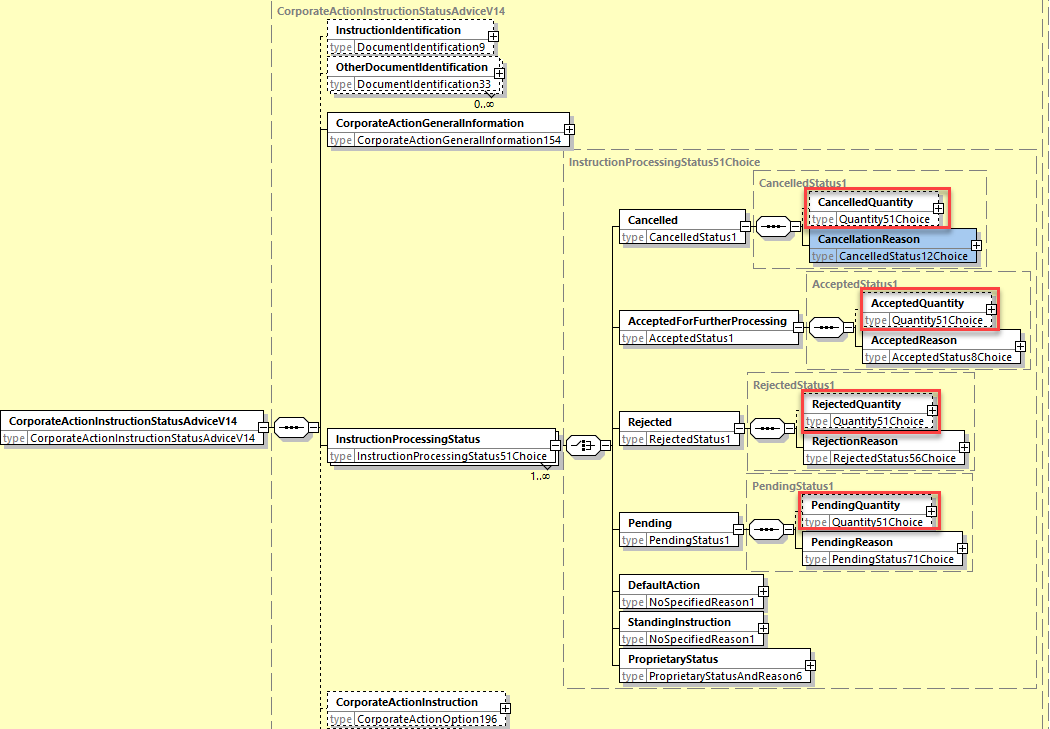 CorporateActionInstructionStatusAdviceV14
InstructionIdentification
type DocumentIdentification9
OtherDocumentIdentification
type DocumentIdentification33
0..∞
CorporateActionGeneralInformation
type CorporateActionGeneralInformation154
InstructionProcessingStatus51Choice
CancelledStatus1
CancelledQuantity
type Quantity51Choice
Cancelled
type CancelledStatus1
CancellationReason
type CancelledStatus12Choice
AcceptedStatus1
AcceptedQuantity
type Quantity51Choice
AcceptedForFurtherProcessing
type AcceptedStatus1
AcceptedReason
type AcceptedStatus8Choice
RejectedStatus1
RejectedQuantity
type Quantity51Choice
Rejected
type RejectedStatus1
RejectionReason
type RejectedStatus56Choice
CorporateActionInstructionStatusAdviceV14
type CorporateActionInstructionStatusAdviceV14
InstructionProcessingStatus
type InstructionProcessingStatus51Choice
1..∞
PendingStatus1
PendingQuantity
type Quantity51Choice
Pending
type PendingStatus1
PendingReason
type PendingStatus71Choice
DefaultAction
type NoSpecifiedReason1
StandingInstruction
type NoSpecifiedReason1
ProprietaryStatus
type ProprietaryStatusAndReason6
CorporateActionInstruction
type CorporateActionOption196